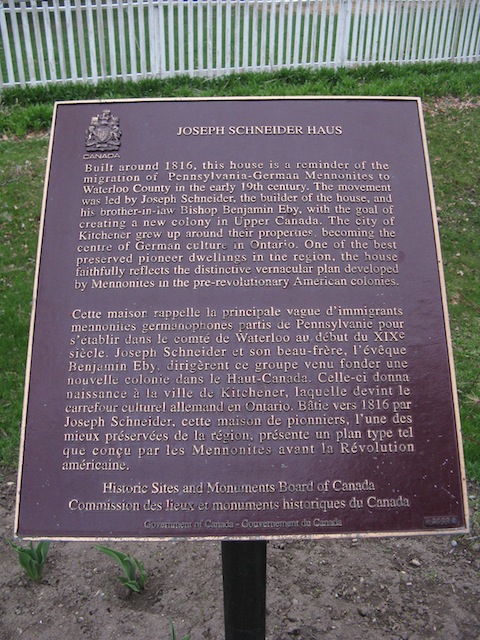 CANADA
JOSEPH SCHNEIDER HAUS
Built around 1816, this house is a reminder of the
migration of Pennsylvania-German Mennonites to
Waterloo County in the early 19th century. The movement
was led by Joseph Schneider, the builder of the house, and
his brother-in-law Bishop Benjamin Eby, with the goal of
creating a new colony in Upper Canada. The city of
Kitchener grew up around their properties, becoming the
centre of German culture in Ontario. One of the best
preserved pioneer dwellings in the region, the house
faithfully reflects the distinctive vernacular plan developed
by Mennonites in the pre-revolutionary American colonies.
Cette maison rappelle la principale vague d'immigrants
mennonites germanophones partis de Pennsylvanie pour
s'etablir dans le comté de Waterloo au début du XIXe
siècle. Joseph Schneider et son beau-frère, l'évêque
Benjamin Eby, dirigèrent ce groupe venu fonder une
nouvelle colonie dans le Haut-Canada. Celle-ci donna
naissance à la ville de Kitchener, laquelle devint le
carrefour culturel allemand en Ontario. Bâtie vers 1816 par
Joseph Schneider, cette maison de pionniers, l'une des
mieux préservées de la région, présente un plan type tel
que conçu par les Mennonites avant la Révolution
américaine.
Historic Sites and Monuments Board of Canada
Commission des lieux et monuments historiques du Canada
Government of Canada - Gouvernement du Canada